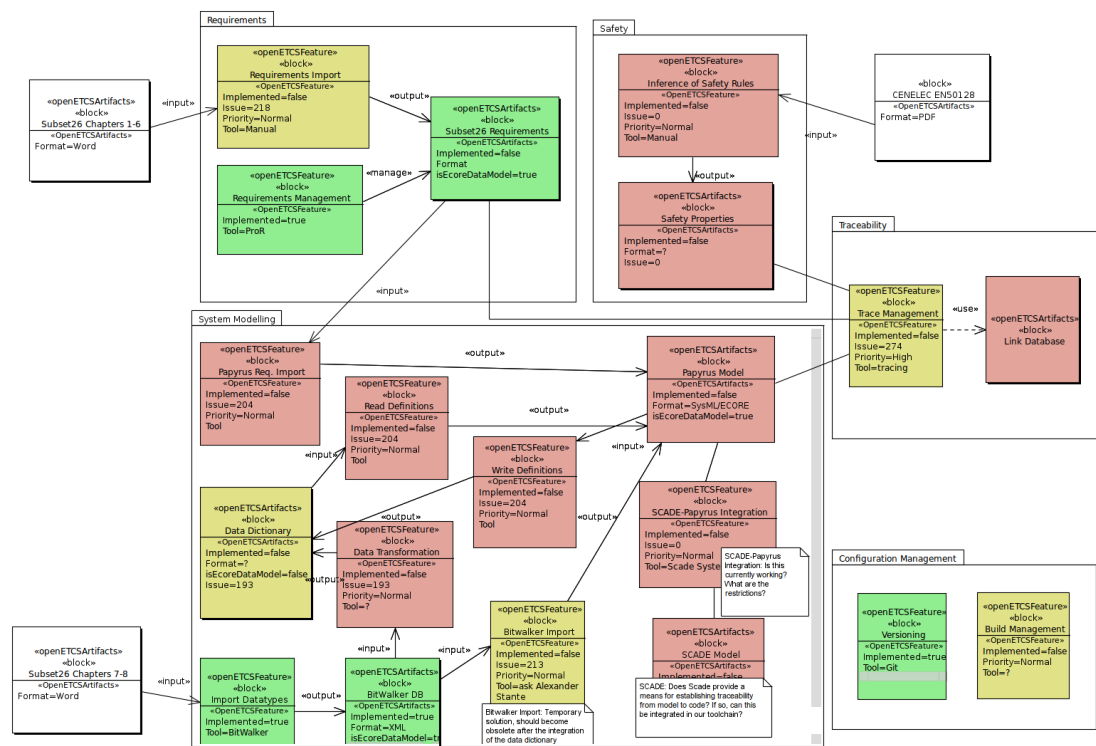 Requirements
«openETCSFeature»
«block»
Requirements Import
«OpenETCSFeature»
Implemented=false
Issue=218
Priority=Normal
Tool=Manual
«openETCSArtifacts»
«block»
Subset26 Chapters 1-6
«OpenETCSArtifacts»
Format=Word
«input»
«output»
«openETCSArtifacts»
«block»
Subset26 Requirements
«OpenETCSArtifacts»
Implemented=false
Format
isEcoreDataModel=true
«manage»
«openETCSFeature»
«block»
Requirements Management
«OpenETCSFeature»
Implemented=true
Tool=ProR
«input»
Safety
«openETCSFeature»
«block»
Inference of Safety Rules
«OpenETCSFeature»
Implemented=false
Issue=0
Priority=Normal
Tool=Manual
«block»
CENELEC EN50128
«OpenETCSArtifacts»
Format=PDF
«input»
«output»
«openETCSArtifacts»
«block»
Safety Properties
«OpenETCSArtifacts»
Implemented=false
Format=?
Issue=0
Traceability
«openETCSFeature»
«block»
Trace Management
«OpenETCSFeature»
Implemented=false
Issue=274
Priority=High
Tool=tracing
«use»
«openETCSArtifacts»
«block»
Link Database
System Modelling
«openETCSFeature»
«block»
Papyrus Req. Import
«OpenETCSFeature»
Implemented=false
Issue=204
Priority=Normal
Tool
«output»
«openETCSFeature»
«block»
Read Definitions
«OpenETCSFeature»
Implemented=false
Issue=204
Priority=Normal
Tool
«output»
«openETCSArtifacts»
«block»
Papyrus Model
«OpenETCSArtifacts»
Implemented=false
Format=SysML/ECORE
isEcoreDataModel=true
«input»
«input»
«openETCSFeature»
«block»
Write Definitions
«OpenETCSFeature»
Implemented=false
Issue=204
Priority=Normal
Tool
«output»
«output»
«openETCSFeature»
«block»
SCADE-Papyrus Integration
«OpenETCSFeature»
Implemented=false
Issue=0
Priority=Normal
Tool=Scade Syste
SCADE-Papyrus
Integration: Is this
currently working?
What are the
restrictions?
«openETCSArtifacts»
«block»
Data Dictionary
«OpenETCSArtifacts»
Implemented=false
Format=?
isEcoreDataModel=false
Issue=193
«output»
«openETCSFeature»
«block»
Data Transformation
«OpenETCSFeature»
Implemented=false
Issue=193
Priority=Normal
Tool=?
«input»
«input»
«openETCSFeature»
«block»
Bitwalker Import
«OpenETCSFeature»
Implemented=false
Issue=213
Priority=Normal
Tool=ask Alexander
Stante
Bitwalker Import: Temporary
solution, should become
obsolete after the integration
of the data dictionary
«openETCSArtifacts»
«block»
SCADE Model
«OpenETCSArtifacts»
Implemented=false
SCADE: Does Scade provide a
means for establishing traceability
from model to code? If so, can this
be integrated in our toolchain?
«openETCSArtifacts»
«block»
Subset26 Chapters 7-8
«OpenETCSArtifacts»
Format=Word
«input»
«openETCSFeature»
«block»
Import Datatypes
«OpenETCSFeature»
Implemented=true
Tool=BitWalker
«output»
«openETCSArtifacts»
«block»
BitWalker DB
«OpenETCSArtifacts»
Implemented=true
Format=XML
isEcoreDataModel=tr
Configuration Management
«openETCSFeature»
«block»
Versioning
«OpenETCSFeature»
Implemented=true
Tool=Git
«openETCSFeature»
«block»
Build Management
«OpenETCSFeature»
Implemented=false
Priority=Normal
Tool=?